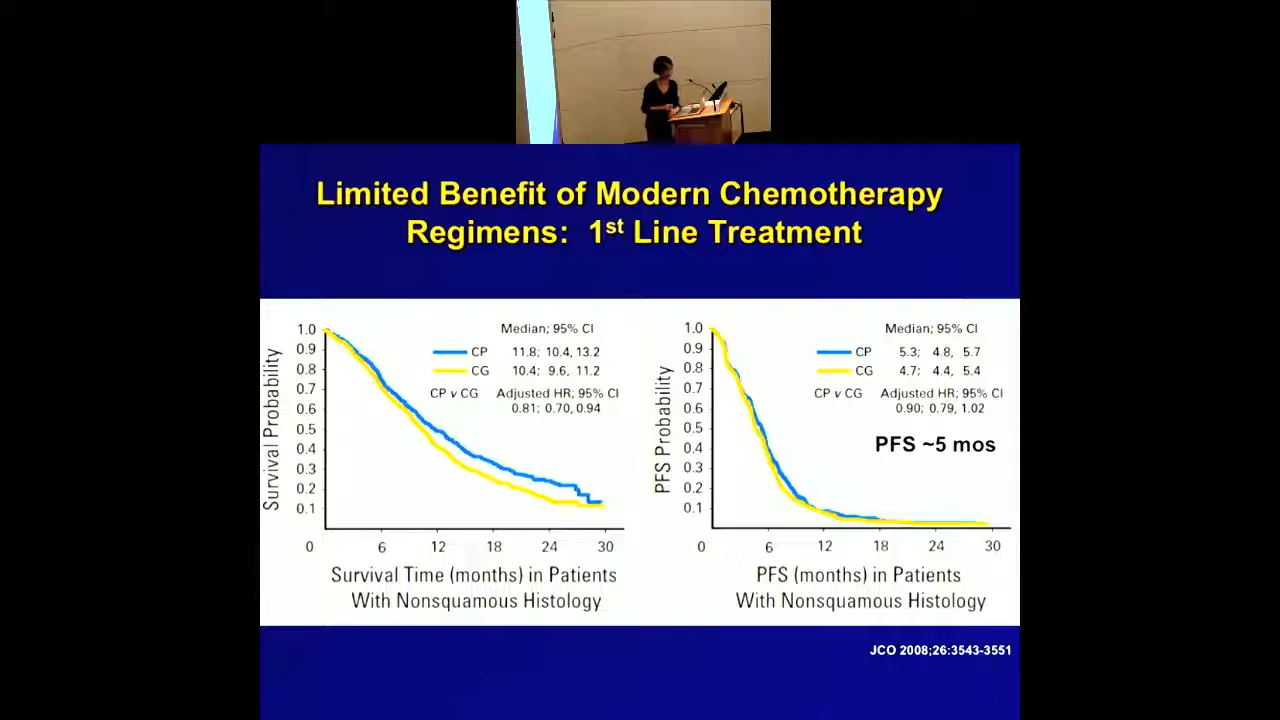 Limited Benefit of Modern Chemotherapy
Regimens: 1st Line Treatment
Survival Probability
1.0
0.9
0.8
0.7
0.6
0.5
0.4
0.3
0.2
0.1
Median; 95% CI
CP 11.8; 10.4, 13.2
CG 10.4; 9.6, 11.2
CP v CG Adjusted HR; 95% CI
0.81; 0.70, 0.94
0 6 12 18 24 30
Survival Time (months) in Patients
With Nonsquamous Histology
PFS Probability
1.0
0.9
0.8
0.7
0.6
0.5
0.4
0.3
0.2
0.1
Median; 95% CI
CP 5.3; 4.8, 5.7
CG 4.7; 4.4, 5.4
CP v CG Adjusted HR; 95% CI
0.90; 0.79, 1.02
PFS ~5 mos
0 6 12 18 24 30
PFS (months) in Patients
With Nonsquamous Histology
JCO 2008;26:3543-3551